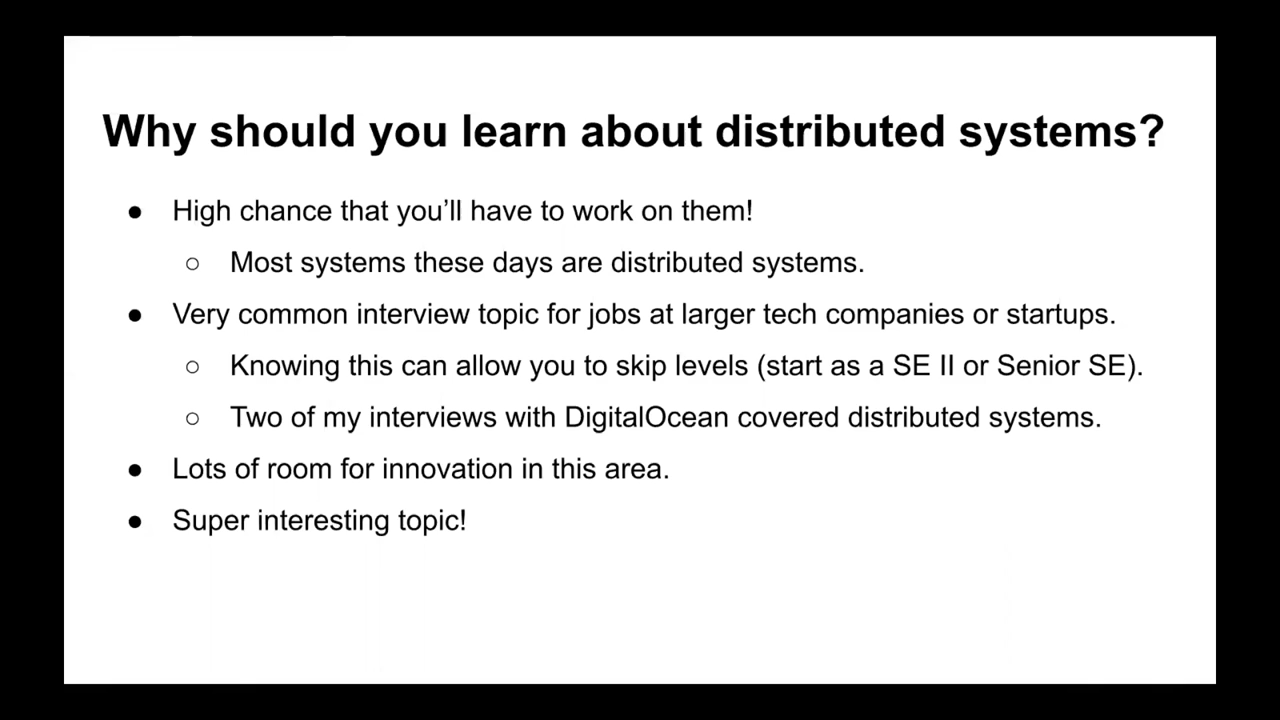 Why should you learn about distributed systems?
● High chance that you’ll have to work on them!
○ Most systems these days are distributed systems.
● Very common interview topic for jobs at larger tech companies or startups.
○ Knowing this can allow you to skip levels (start as a SE II or Senior SE).
○ Two of my interviews with DigitalOcean covered distributed systems.
● Lots of room for innovation in this area.
● Super interesting topic!